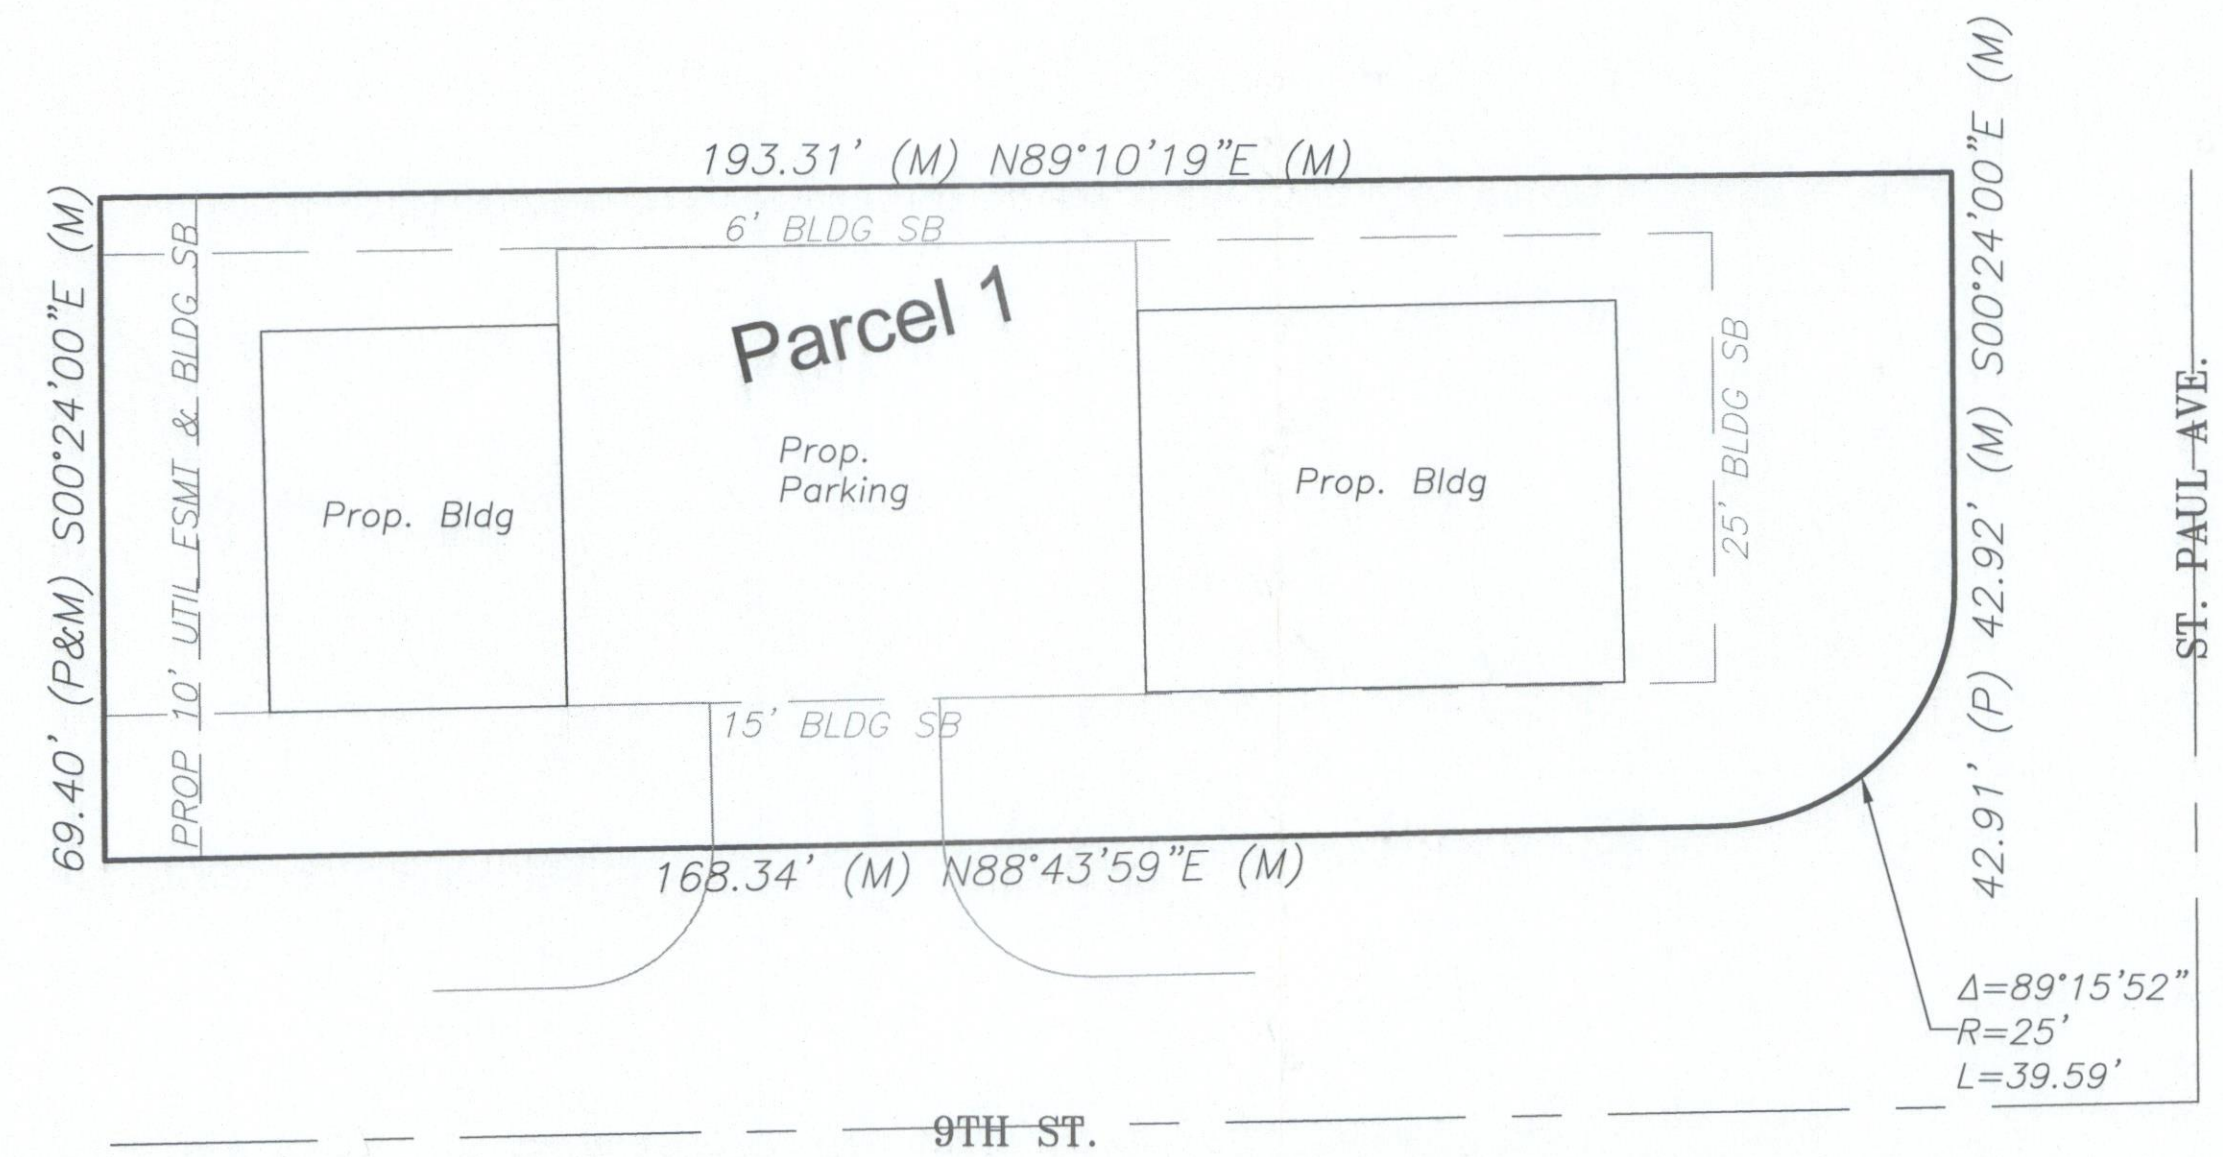 193.31' (M) N89°10'19"E (M)
6' BLDG SB
Parcel 1
Prop.
Parking
Prop. Bldg
Prop. Bldg
PROP 10' UTIL ESMT & BLDG SB
69.40' (P&M) S00°24'00"E (M)
25' BLDG SB
42.91' (P) 42.92' (M) S00°24'00"E (M)
ST. PAUL AVE.
15' BLDG SB
168.34' (M) N88°43'59"E (M)
Δ=89°15'52"
R=25'
L=39.59'
9TH ST.